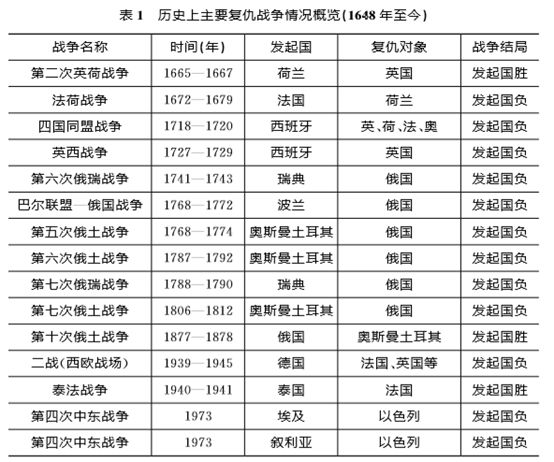 表 1 历史上主要复仇战争情况概览(1648 年至今)
战争名称 时间(年) 发起国 复仇对象 战争结局
第二次英荷战争 1665—1667 荷兰 英国 发起国胜
法荷战争 1672—1679 法国 荷兰 发起国负
四国同盟战争 1718—1720 西班牙 英、荷、法、奥 发起国负
英西战争 1727—1729 西班牙 英国 发起国负
第六次俄瑞战争 1741—1743 瑞典 俄国 发起国负
巴尔联盟—俄国战争 1768—1772 波兰 俄国 发起国负
第五次俄土战争 1768—1774 奥斯曼土耳其 俄国 发起国负
第六次俄土战争 1787—1792 奥斯曼土耳其 俄国 发起国负
第七次俄瑞战争 1788—1790 瑞典 俄国 发起国负
第七次俄土战争 1806—1812 奥斯曼土耳其 俄国 发起国负
第十次俄土战争 1877—1878 俄国 奥斯曼土耳其 发起国胜
二战(西欧战场) 1939—1945 德国 法国、英国等 发起国负
泰法战争 1940—1941 泰国 法国 发起国胜
第四次中东战争 1973 埃及 以色列 发起国负
第四次中东战争 1973 叙利亚 以色列 发起国负